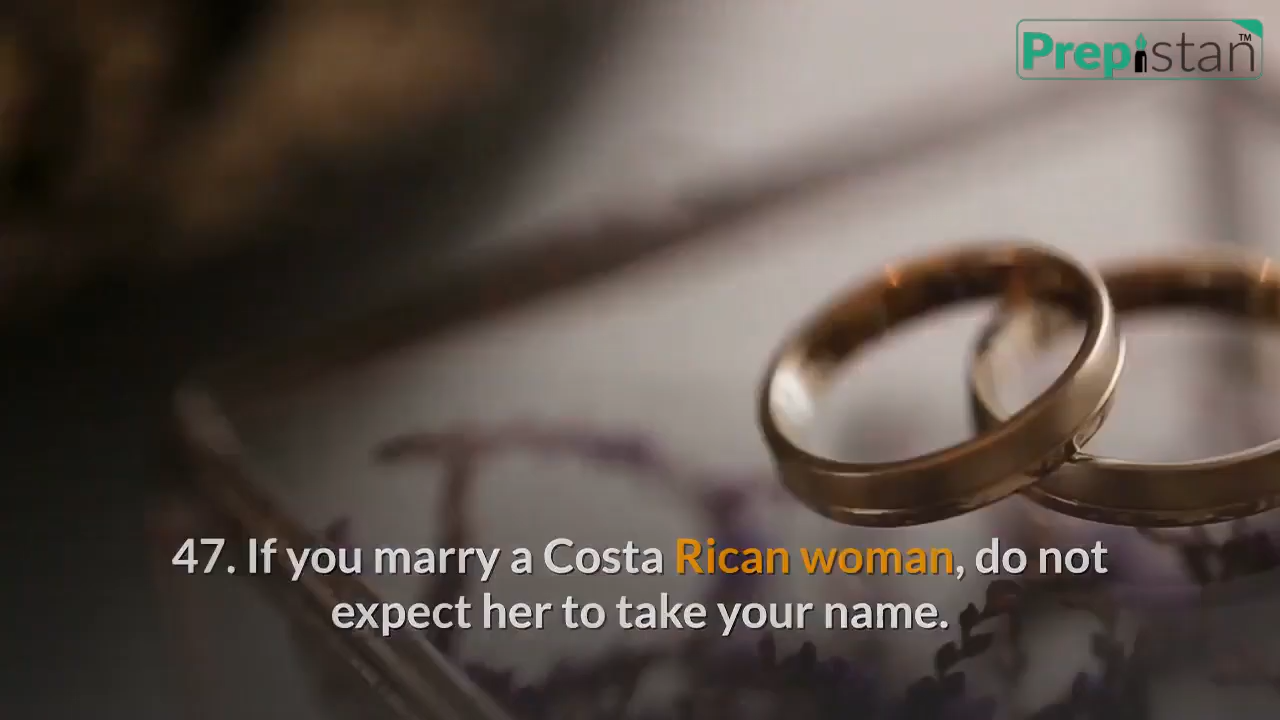 Prepistan™
47. If you marry a Costa Rican woman, do not
expect her to take your name.